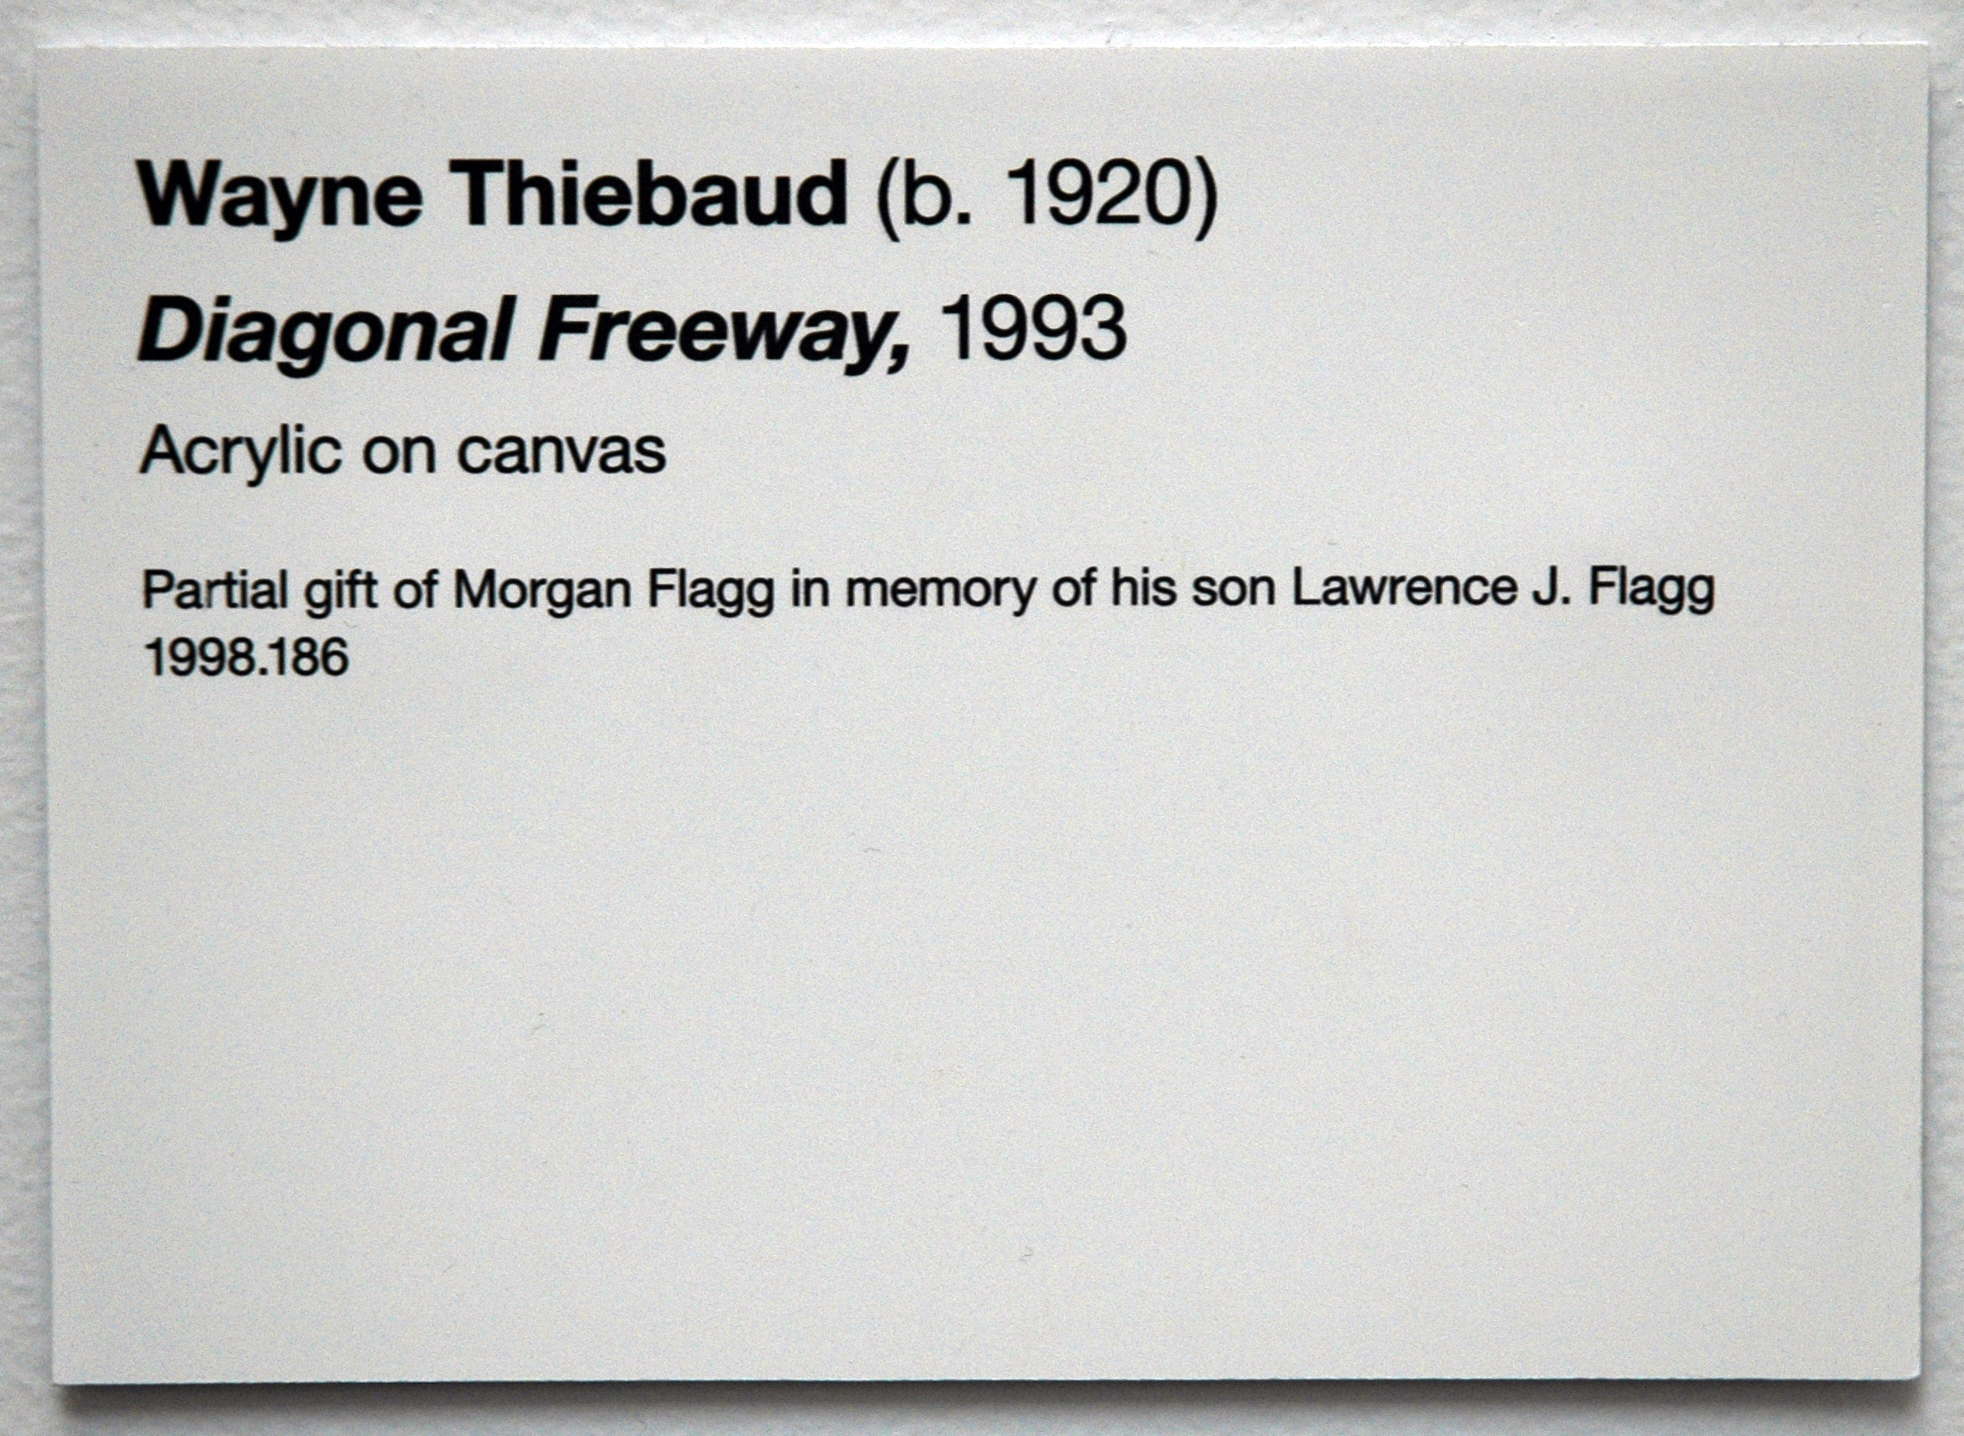 Wayne Thiebaud (b. 1920)
Diagonal Freeway, 1993
Acrylic on canvas
Partial gift of Morgan Flagg in memory of his son Lawrence J. Flagg
1998.186